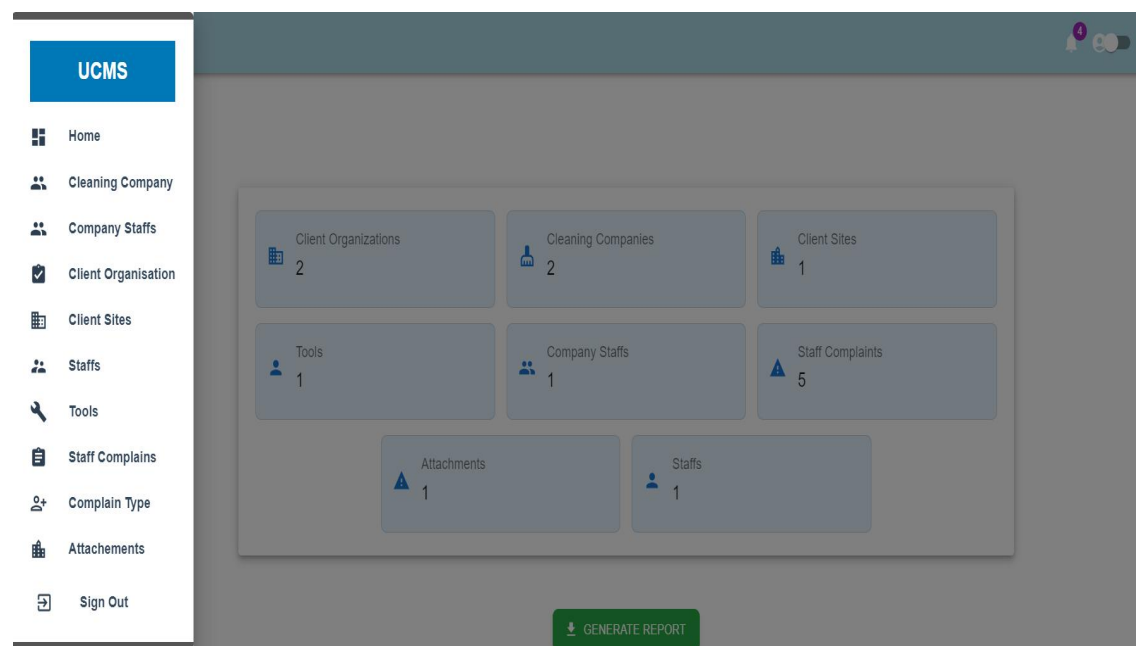 UCMS
Home
Cleaning Company
Company Staffs
Client Organisation
Client Sites
Staffs
Tools
Staff Complains
Complain Type
Attachements
Sign Out
4
Client Organizations
2
Cleaning Companies
2
Client Sites
1
Tools
1
Company Staffs
1
Staff Complaints
5
Attachments
1
Staffs
1
GENERATE REPORT